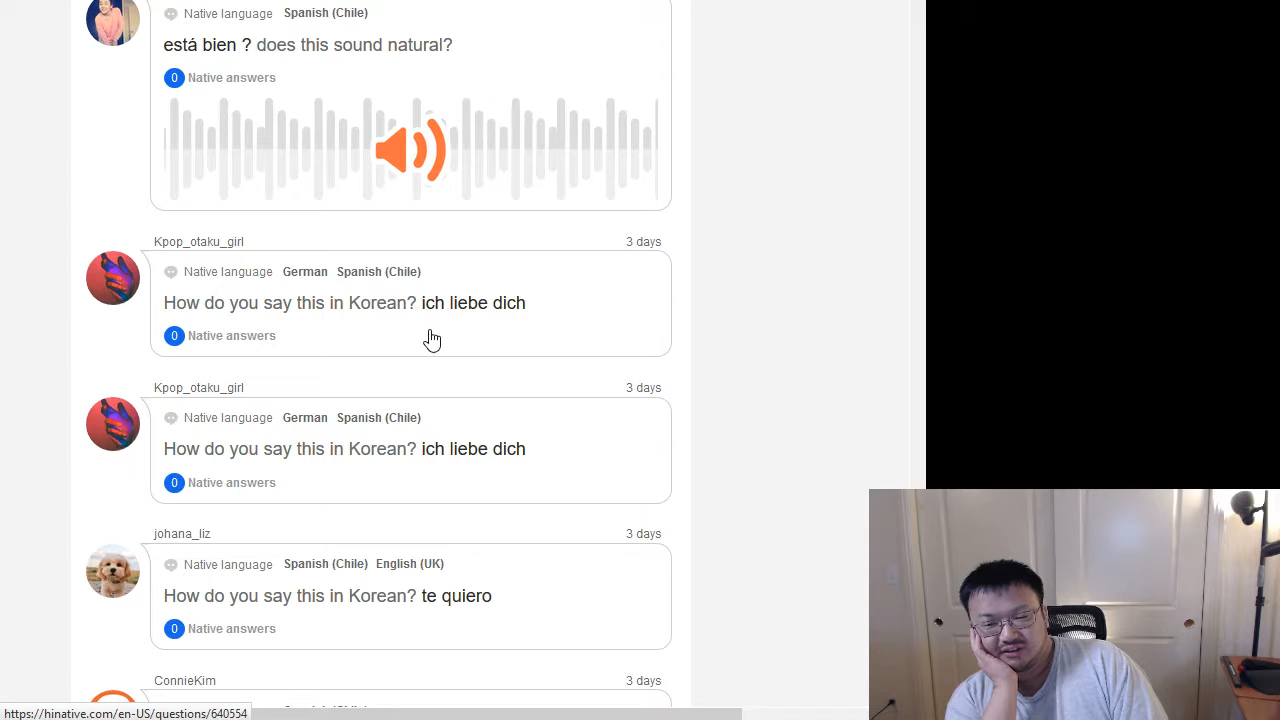 Native language Spanish (Chile)
está bien ? does this sound natural?
0 Native answers
Kpop_otaku_girl 3 days
Native language German Spanish (Chile)
How do you say this in Korean? ich liebe dich
0 Native answers
Kpop_otaku_girl 3 days
Native language German Spanish (Chile)
How do you say this in Korean? ich liebe dich
0 Native answers
johana_liz 3 days
Native language Spanish (Chile) English (UK)
How do you say this in Korean? te quiero
0 Native answers
ConnieKim 3 days
https://hinative.com/en-US/questions/640554